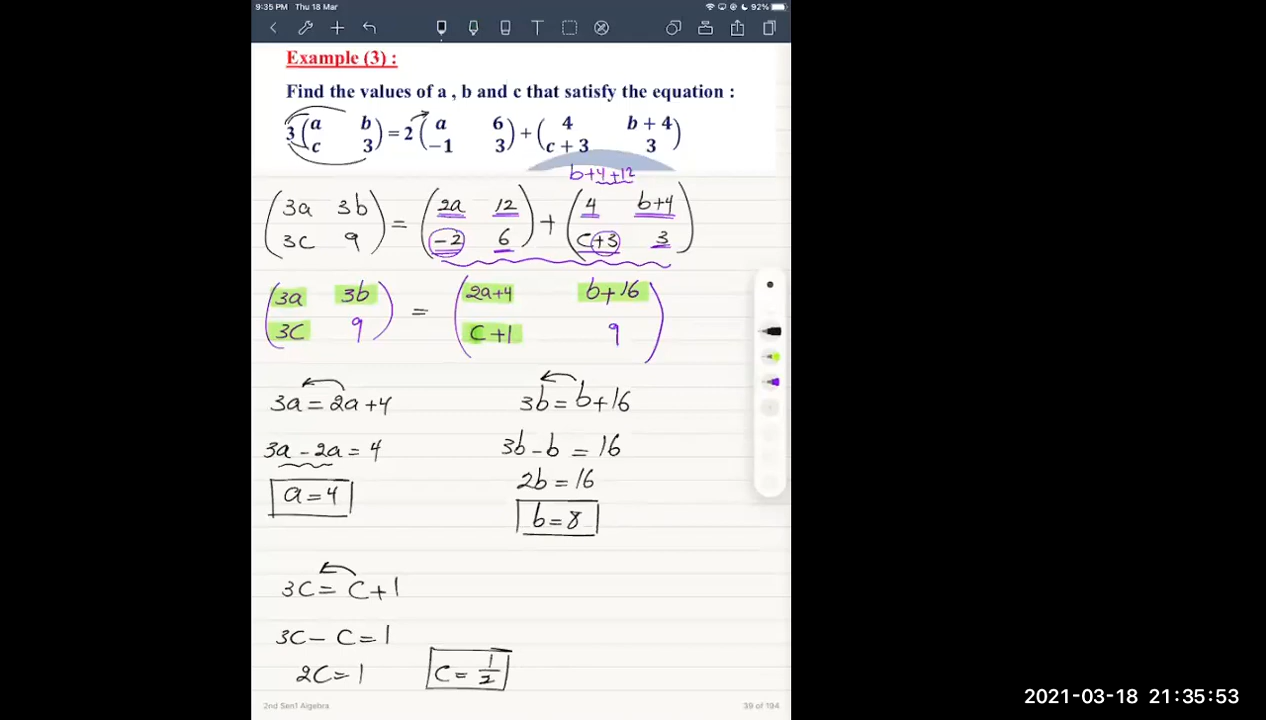 9:35 PM Thu 18 Mar 92%
Example (3) :
Find the values of a , b and c that satisfy the equation :
3 ( a b = 2 ( a 6 ) + ( 4 b + 4 )
c 3 ) −1 3 c + 3 3
b+4+12
( 3a 3b ) = ( 2a 12 ) + ( 4 b+4 )
3c 9 −2 6 c+3 3
( 3a 3b ) = ( 2a+4 b+16 )
3c 9 c+1 9
3a = 2a+4
3a − 2a = 4
a = 4
3b = b+16
3b − b = 16
2b = 16
b = 8
3c = c+1
3c − c = 1
2c = 1
c = 1/2
2nd Sen1 Algebra 39 of 194
2021-03-18 21:35:53